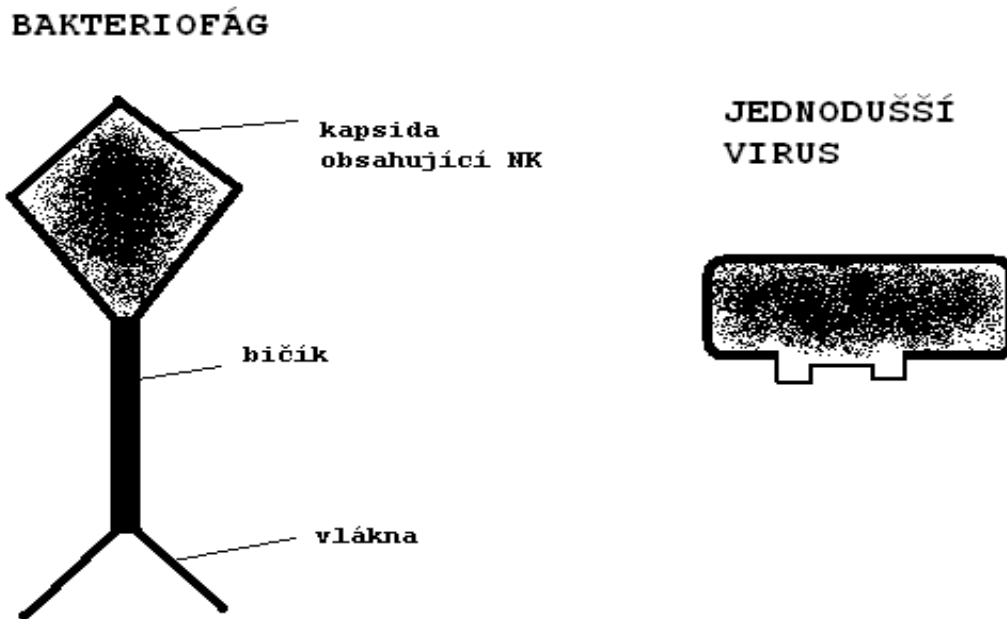 BAKTERIOFÁG
kapsida
obsahující NK
bičík
vlákna
JEDNODUŠŠÍ
VIRUS